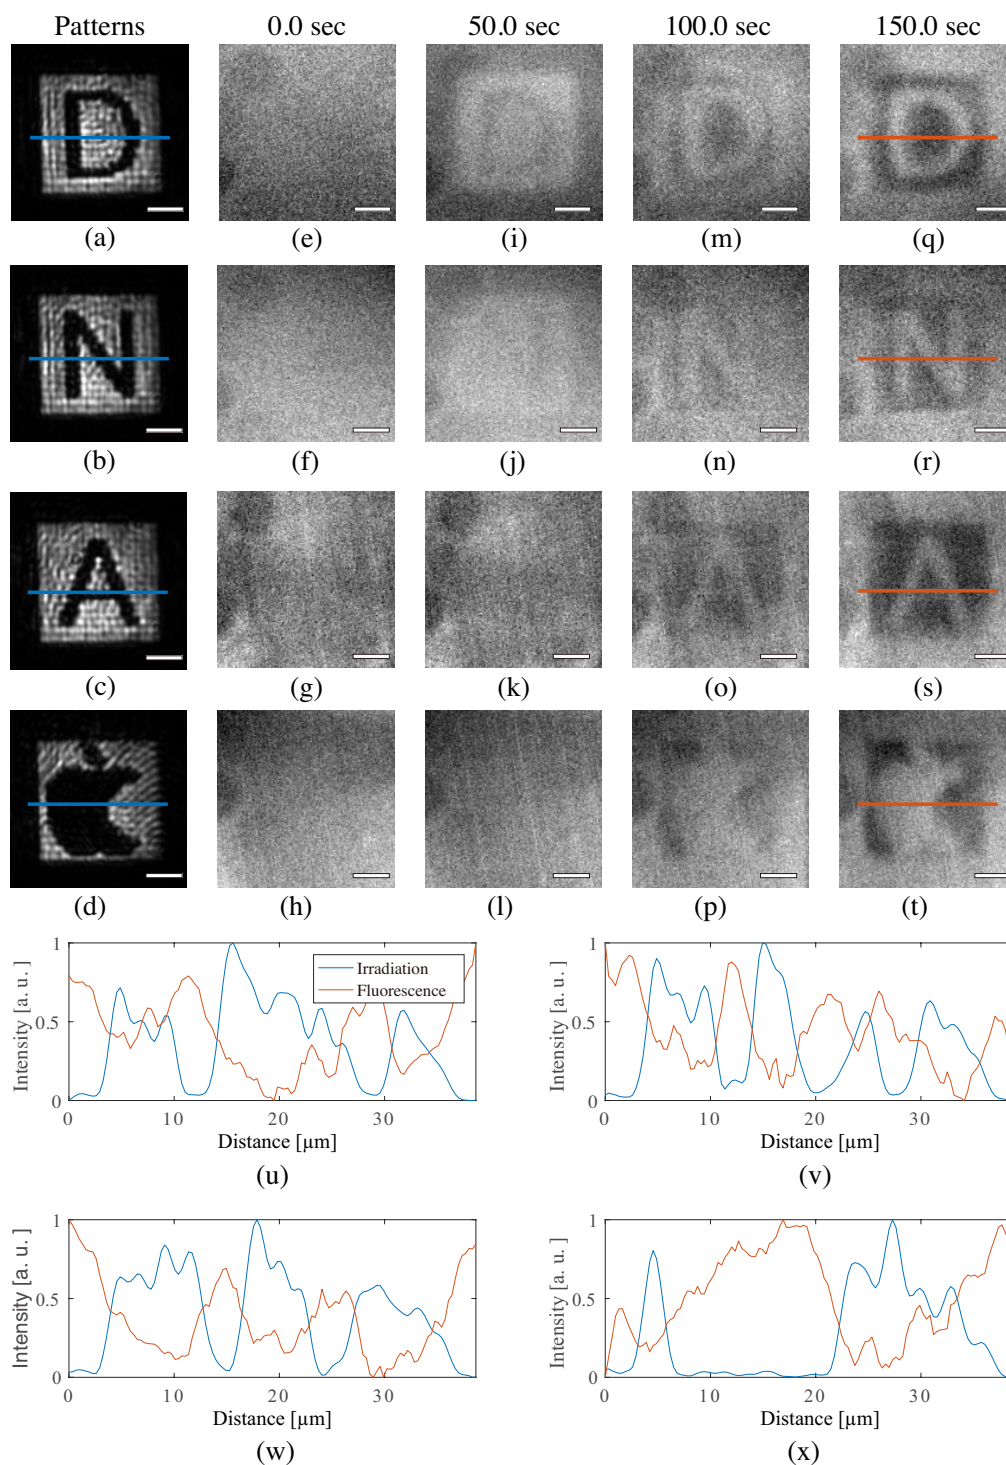 Patterns 0.0 sec 50.0 sec 100.0 sec 150.0 sec
D
(a) (e) (i) (m) (q)
N
(b) (f) (j) (n) (r)
A
(c) (g) (k) (o) (s)
(d) (h) (l) (p) (t)
Intensity [a. u.]
1
0.5
0
Irradiation
Fluorescence
0 10 20 30
Distance [µm]
(u)
Intensity [a. u.]
1
0.5
0
0 10 20 30
Distance [µm]
(v)
Intensity [a. u.]
1
0.5
0
0 10 20 30
Distance [µm]
(w)
Intensity [a. u.]
1
0.5
0
0 10 20 30
Distance [µm]
(x)